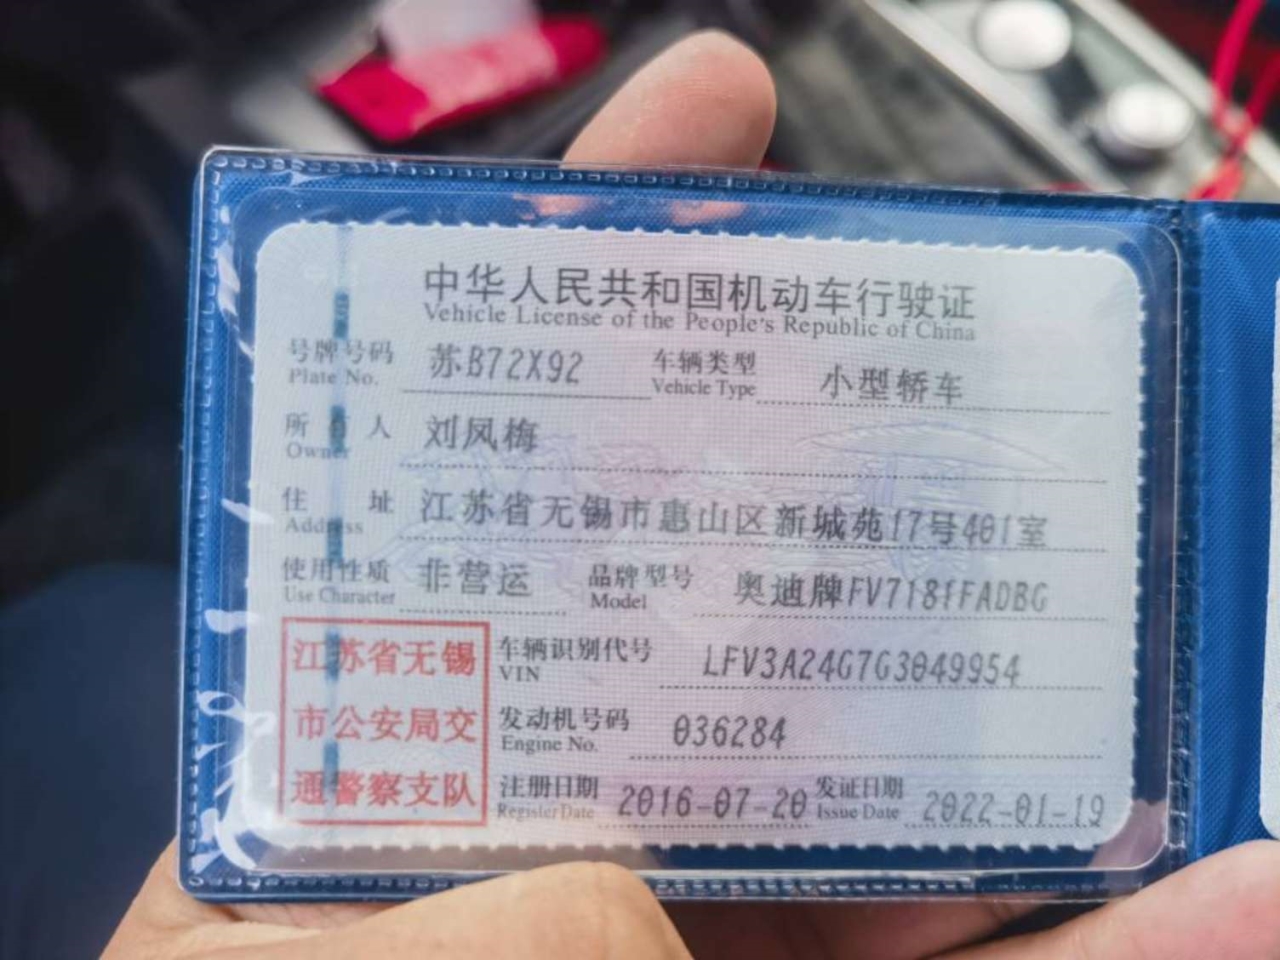 中华人民共和国机动车行驶证
Vehicle License of the People's Republic of China
号牌号码 苏B72X92 车辆类型 小型轿车
Plate No. Vehicle Type
所有人 刘凤梅
Owner
住址 江苏省无锡市惠山区新城苑17号401室
Address
使用性质 非营运 品牌型号 奥迪牌FV7181FADBG
Use Character Model
江苏省无锡
市公安局交
通警察支队
车辆识别代号 LFV3A24G7G3049954
VIN
发动机号码 036284
Engine No.
注册日期 2016-07-20 发证日期 2022-01-19
Register Date Issue Date